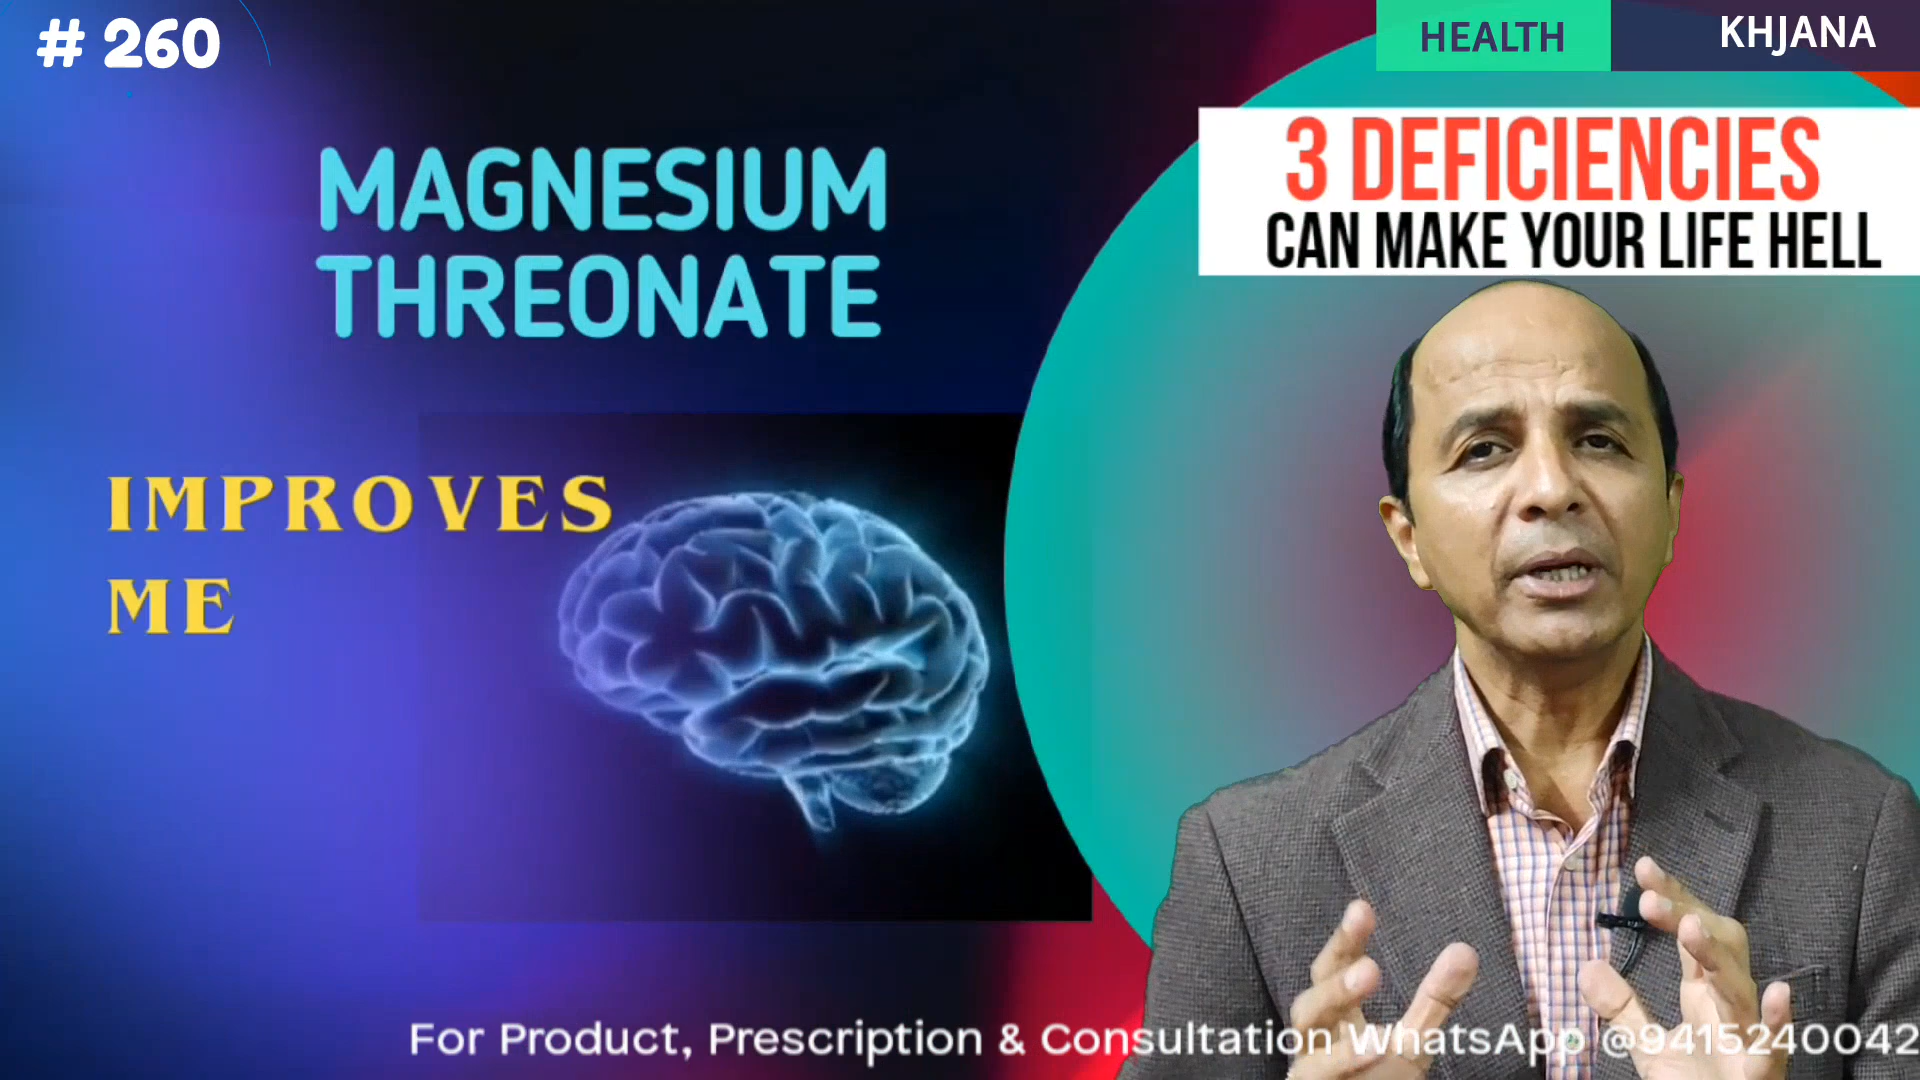 # 260
HEALTH
KHJANA
3 DEFICIENCIES
CAN MAKE YOUR LIFE HELL
MAGNESIUM
THREONATE
IMPROVES
ME
For Product, Prescription & Consultation WhatsApp @9415240042